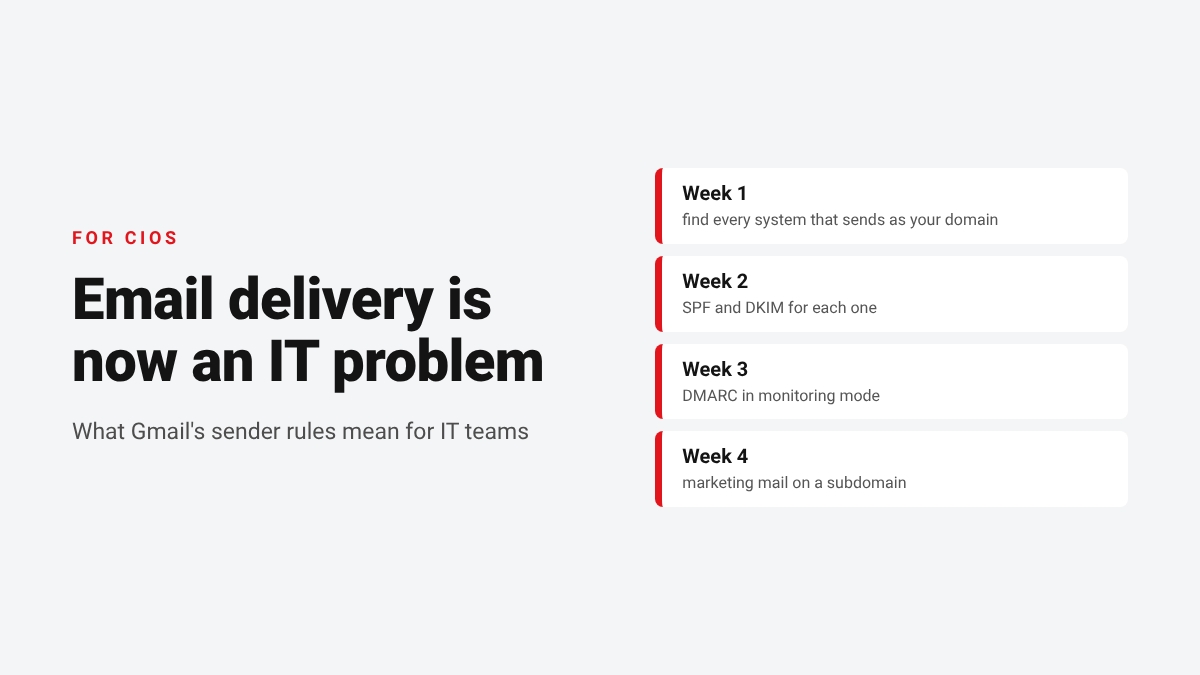 FOR CIOS
Email delivery is
now an IT problem
What Gmail's sender rules mean for IT teams
Week 1
find every system that sends as your domain
Week 2
SPF and DKIM for each one
Week 3
DMARC in monitoring mode
Week 4
marketing mail on a subdomain